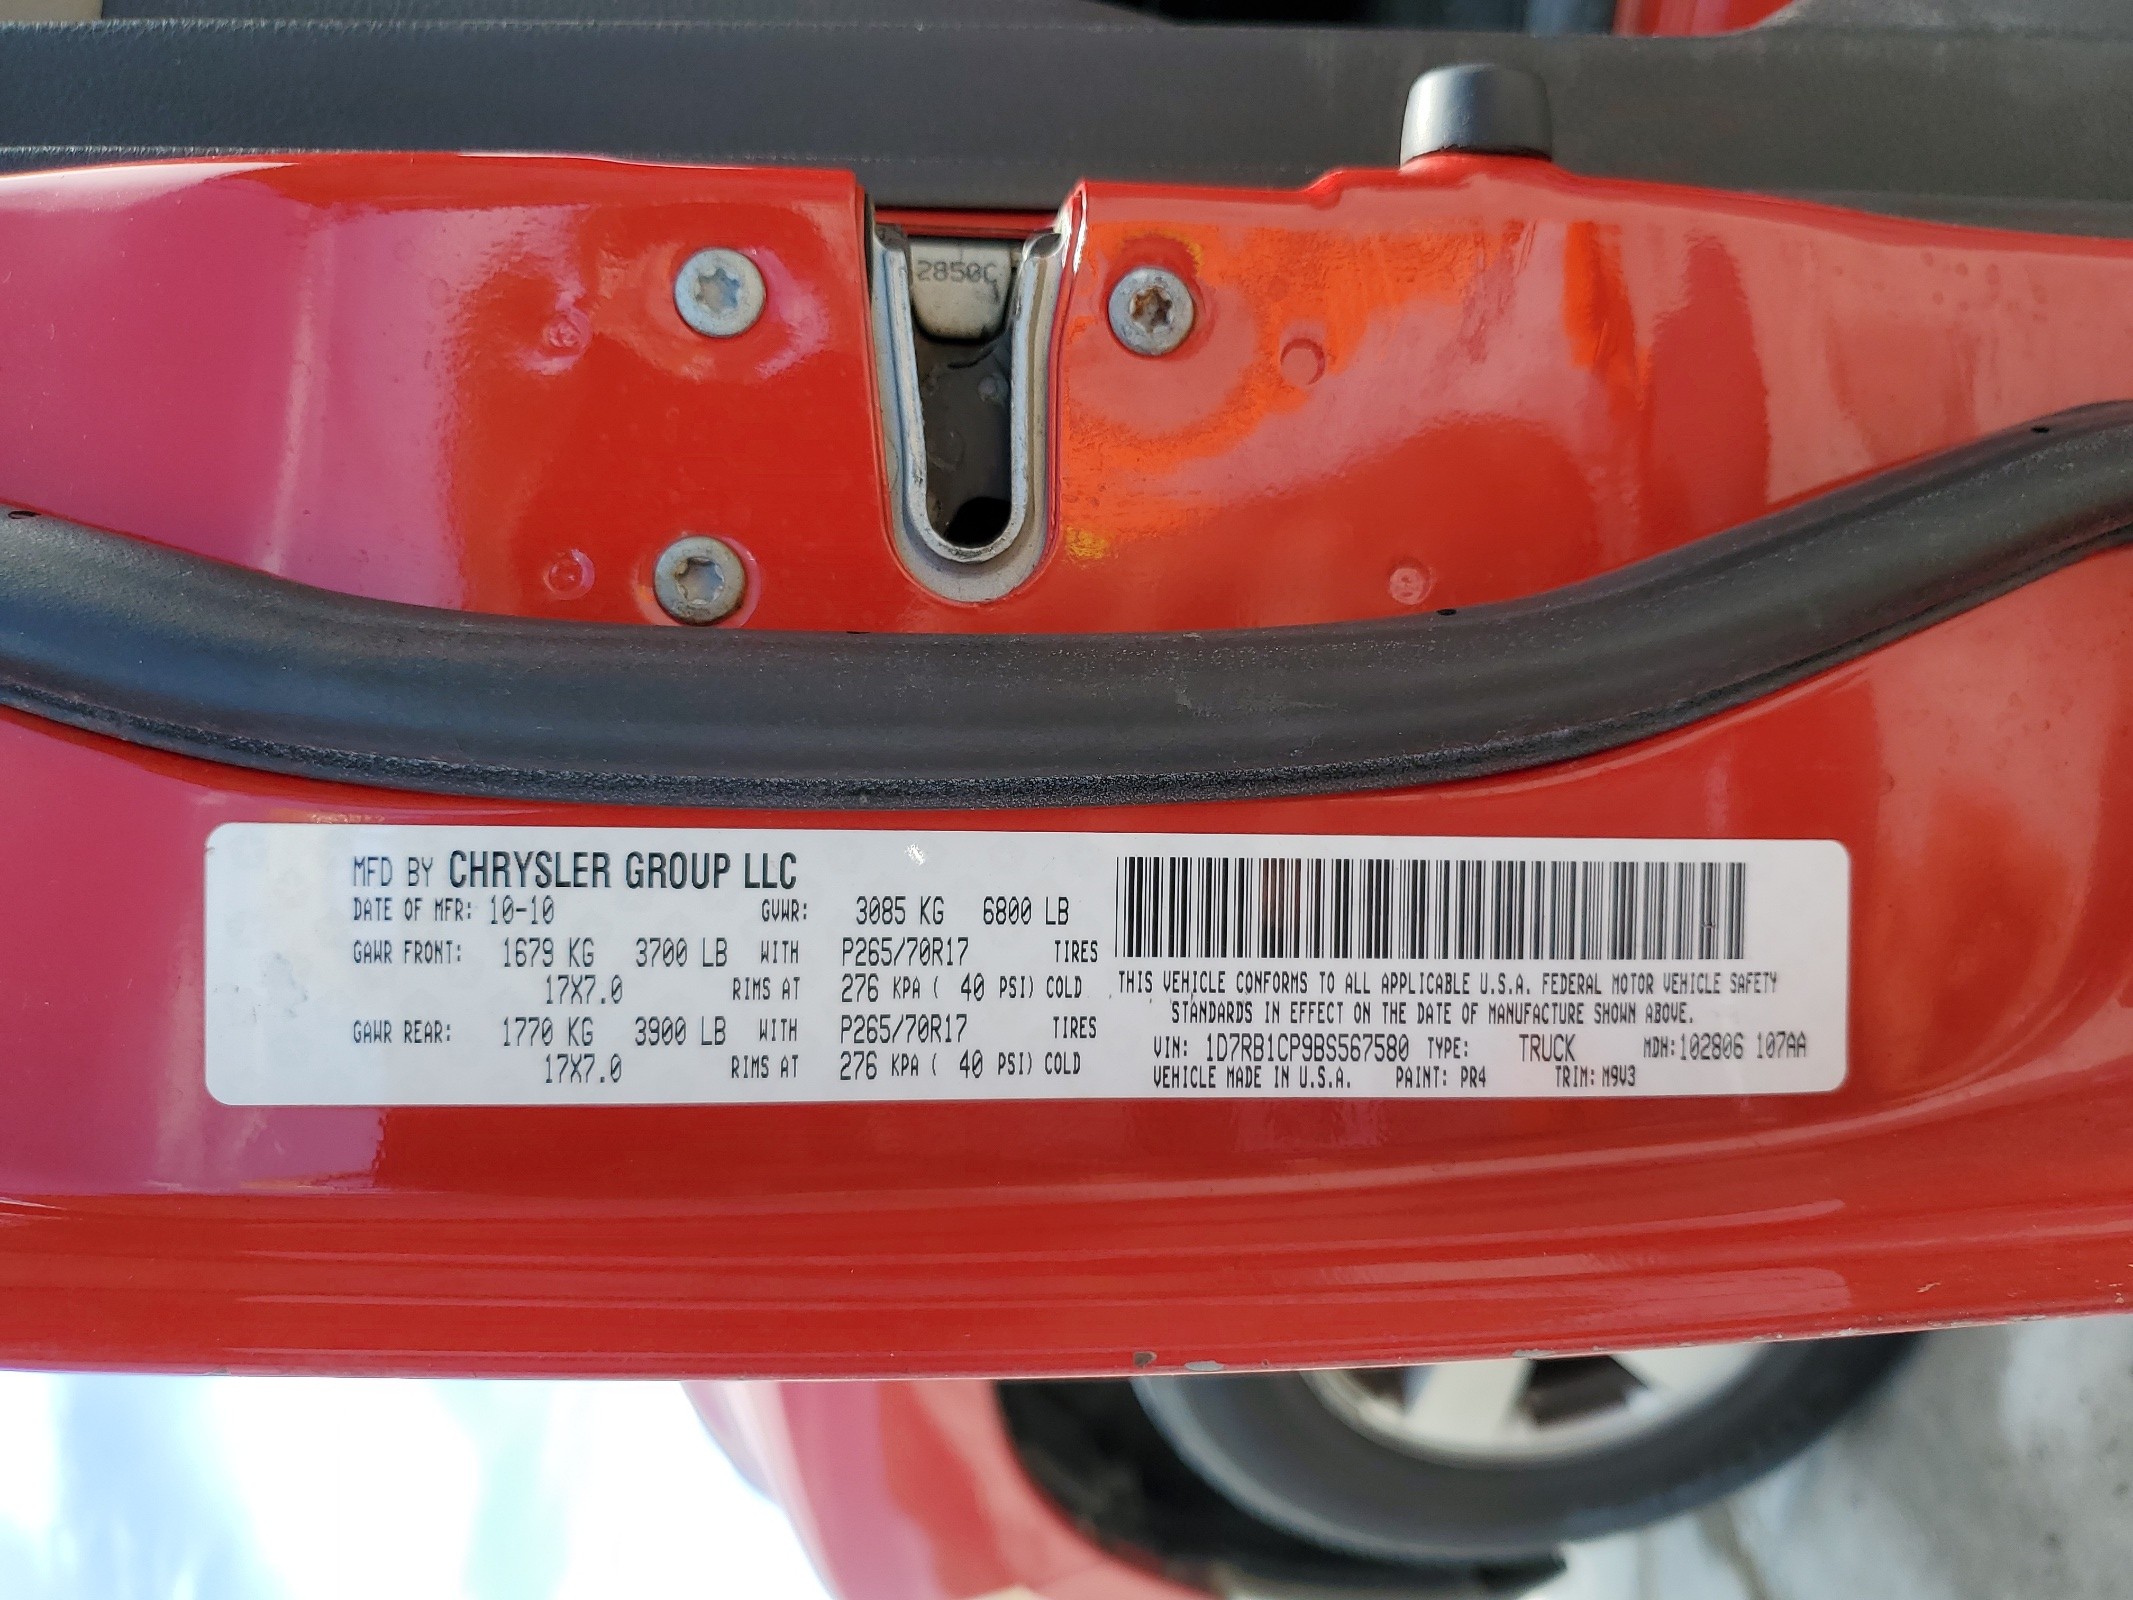 2850C
MFD BY CHRYSLER GROUP LLC
DATE OF MFR: 10-10 GVWR: 3085 KG 6800 LB
GAWR FRONT: 1679 KG 3700 LB WITH P265/70R17 TIRES
17X7.0 RIMS AT 276 KPA ( 40 PSI) COLD
GAWR REAR: 1770 KG 3900 LB WITH P265/70R17 TIRES
17X7.0 RIMS AT 276 KPA ( 40 PSI) COLD
THIS VEHICLE CONFORMS TO ALL APPLICABLE U.S.A. FEDERAL MOTOR VEHICLE SAFETY
STANDARDS IN EFFECT ON THE DATE OF MANUFACTURE SHOWN ABOVE.
VIN: 1D7RB1CP9BS567580 TYPE: TRUCK MDH:102806 107AA
VEHICLE MADE IN U.S.A. PAINT: PR4 TRIM: M9V3